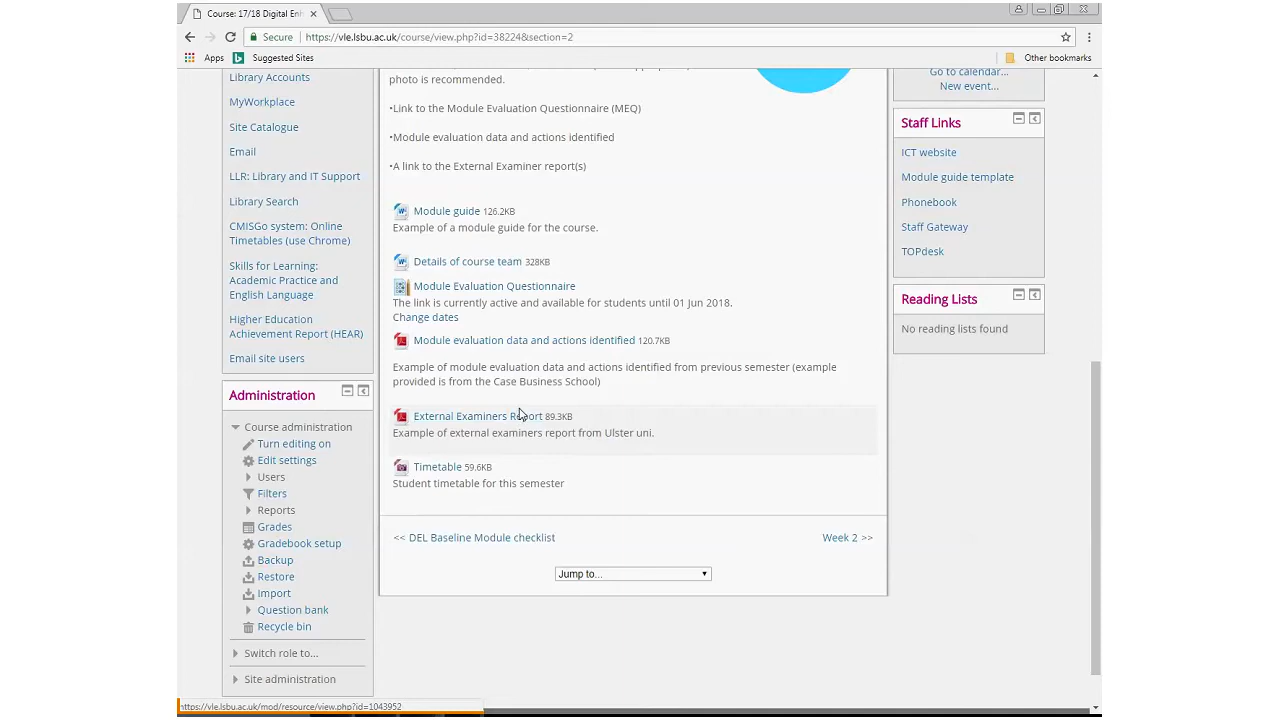 Course: 17/18 Digital Enh
Secure https://vle.lsbu.ac.uk/course/view.php?id=38224&section=2
Apps Suggested Sites Other bookmarks
Library Accounts
MyWorkplace
Site Catalogue
Email
LLR: Library and IT Support
Library Search
CMISGo system: Online
Timetables (use Chrome)
Skills for Learning:
Academic Practice and
English Language
Higher Education
Achievement Report (HEAR)
Email site users
Administration
Course administration
Turn editing on
Edit settings
Users
Filters
Reports
Grades
Gradebook setup
Backup
Restore
Import
Question bank
Recycle bin
Switch role to...
Site administration
photo is recommended.
•Link to the Module Evaluation Questionnaire (MEQ)
•Module evaluation data and actions identified
•A link to the External Examiner report(s)
Module guide 126.2KB
Example of a module guide for the course.
Details of course team 328KB
Module Evaluation Questionnaire
The link is currently active and available for students until 01 Jun 2018.
Change dates
Module evaluation data and actions identified 120.7KB
Example of module evaluation data and actions identified from previous semester (example
provided is from the Case Business School)
External Examiners Report 89.3KB
Example of external examiners report from Ulster uni.
Timetable 59.6KB
Student timetable for this semester
<< DEL Baseline Module checklist Week 2 >>
Jump to...
Go to calendar...
New event...
Staff Links
ICT website
Module guide template
Phonebook
Staff Gateway
TOPdesk
Reading Lists
No reading lists found
https://vle.lsbu.ac.uk/mod/resource/view.php?id=1043952